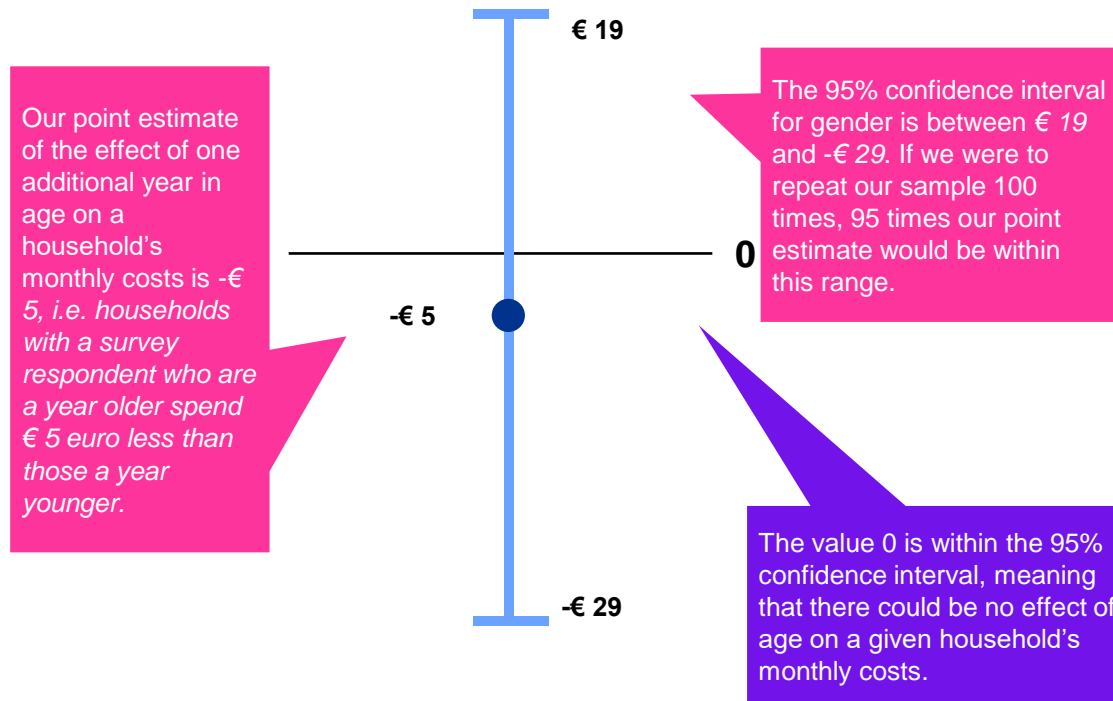 € 19
Our point estimate
of the effect of one
additional year in
age on a
household’s
monthly costs is -€
5, i.e. households
with a survey
respondent who are
a year older spend
€ 5 euro less than
those a year
younger.
The 95% confidence interval
for gender is between € 19
and -€ 29. If we were to
repeat our sample 100
times, 95 times our point
estimate would be within
this range.
0
-€ 5
-€ 29
The value 0 is within the 95%
confidence interval, meaning
that there could be no effect of
age on a given household’s
monthly costs.